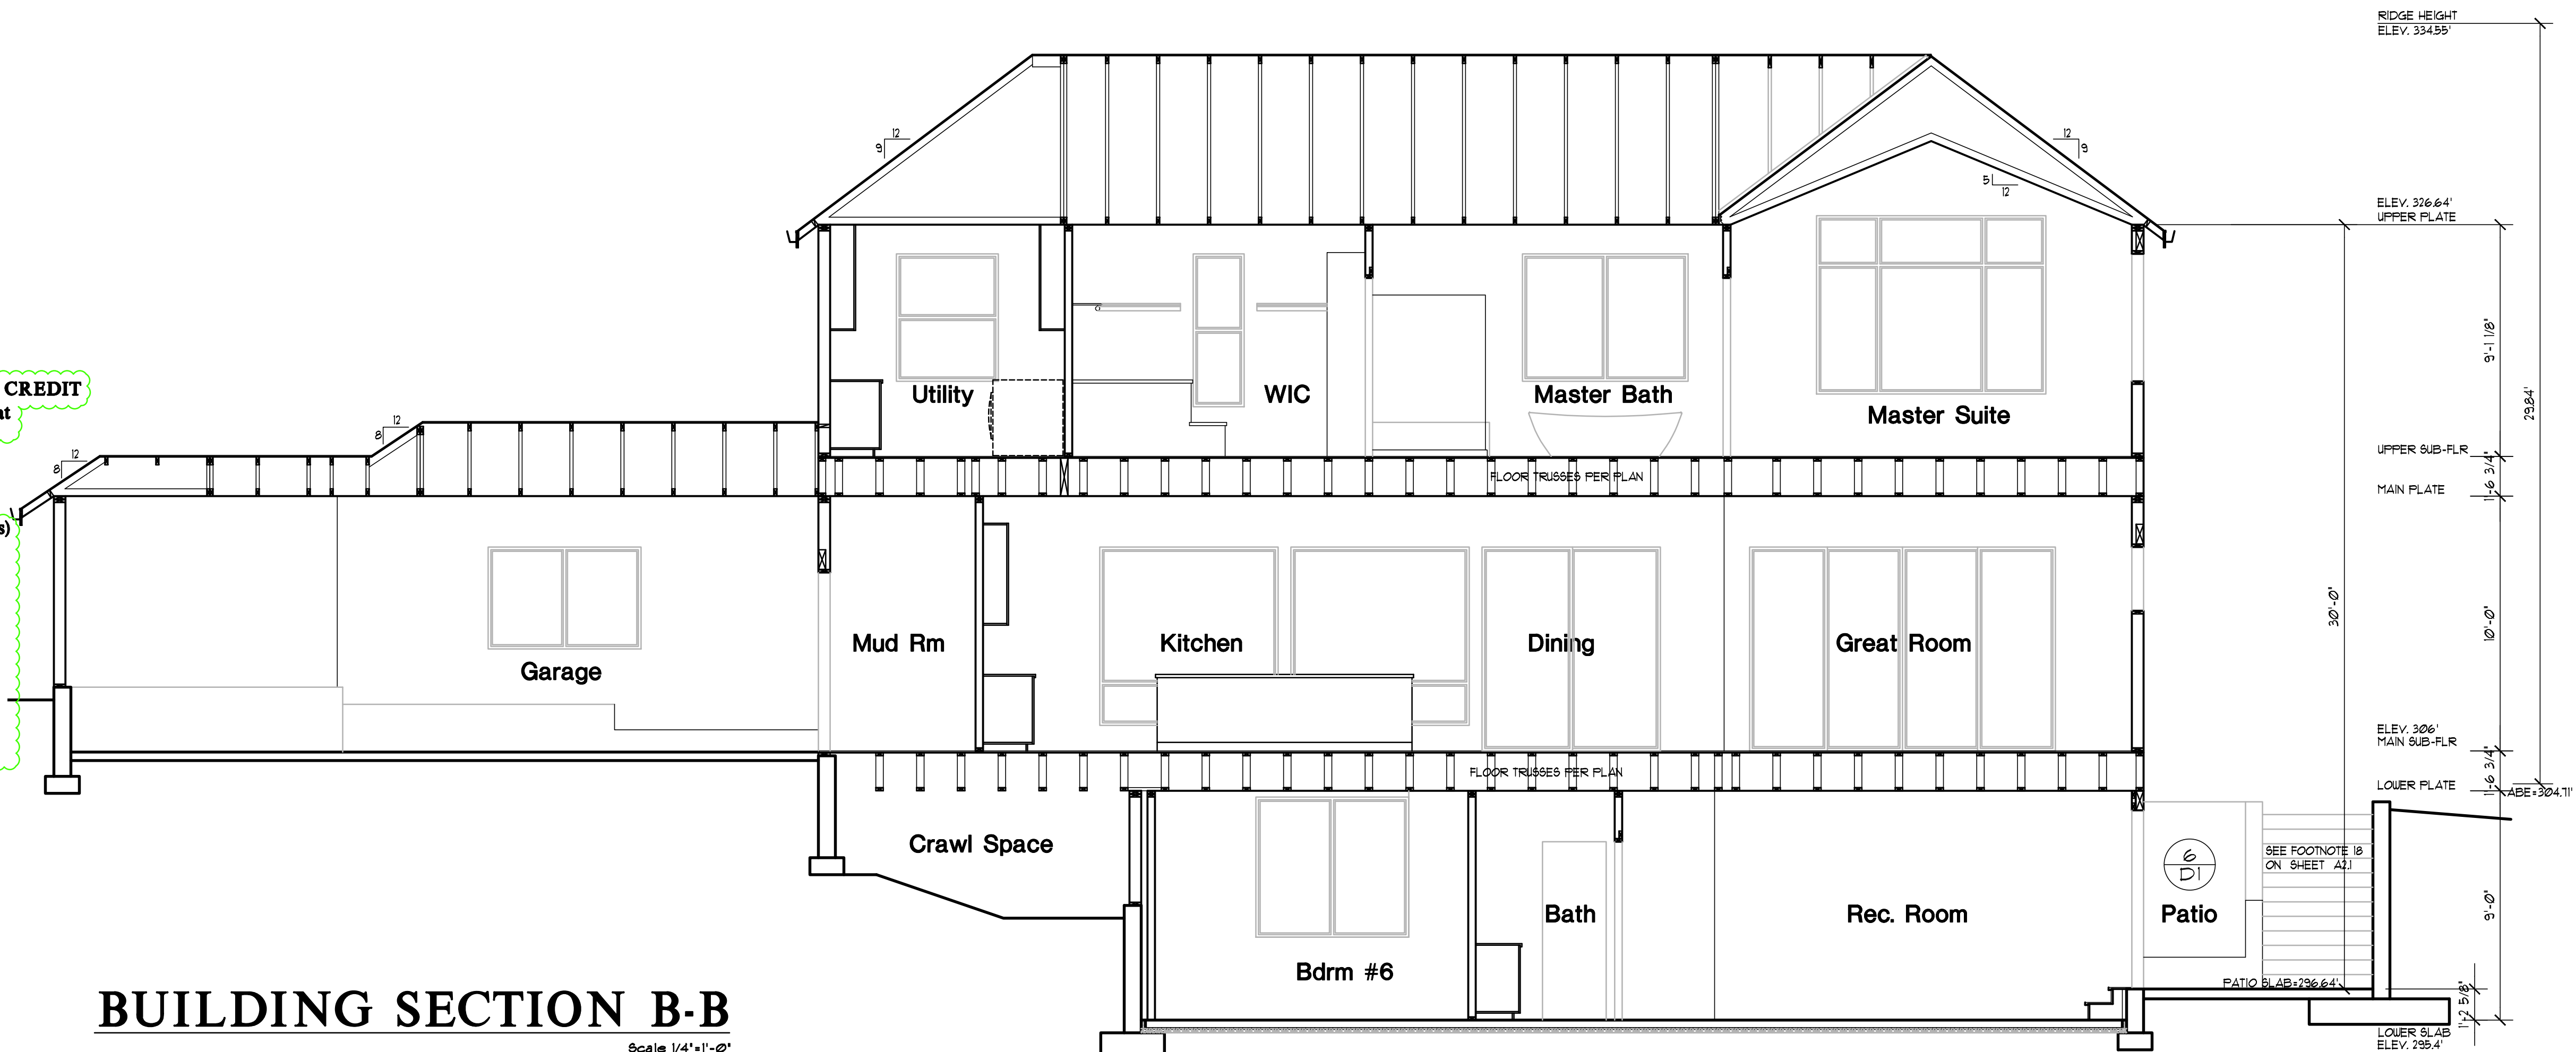 RIDGE HEIGHT
ELEV. 334.55'
12
9
12
9
5
12
ELEV. 326.64'
UPPER PLATE
9'-1 1/8"
29.84'
CREDIT
at
12
8
12
8
Utility
WIC
Master Bath
Master Suite
UPPER SUB-FLR
1'-6 3/4"
FLOOR TRUSSES PER PLAN
MAIN PLATE
s)
30'-0"
10'-0"
Garage
Mud Rm
Kitchen
Dining
Great Room
ELEV. 306'
MAIN SUB-FLR
1'-6 3/4"
FLOOR TRUSSES PER PLAN
LOWER PLATE
ABE=304.71'
Crawl Space
6
D1
SEE FOOTNOTE 18
ON SHEET A2.1
Bath
Rec. Room
Patio
9'-0"
Bdrm #6
PATIO SLAB=296.64'
1'-2 5/8"
BUILDING SECTION B-B
Scale 1/4"=1'-0"
LOWER SLAB
ELEV. 295.4'